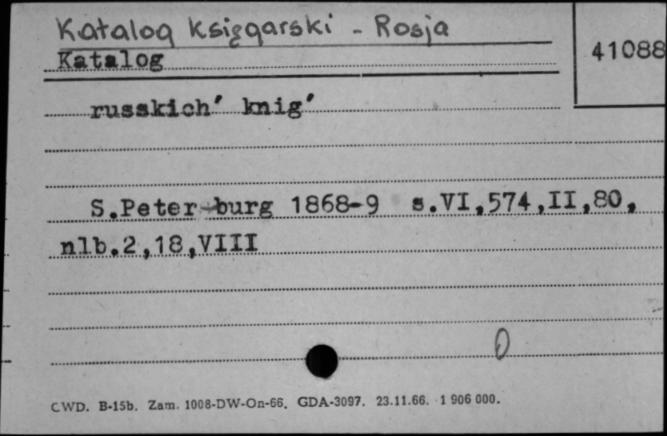 Katalog Księgarski - Rosja
41088
Katalog
russkich' knig'
S.Peter-burg 1868-9 s.VI,574,II,80,
nlb.2,18,VIII
0
CWD. B-15b. Zam. 1008-DW-On-66. GDA-3097. 23.11.66. 1 906 000.